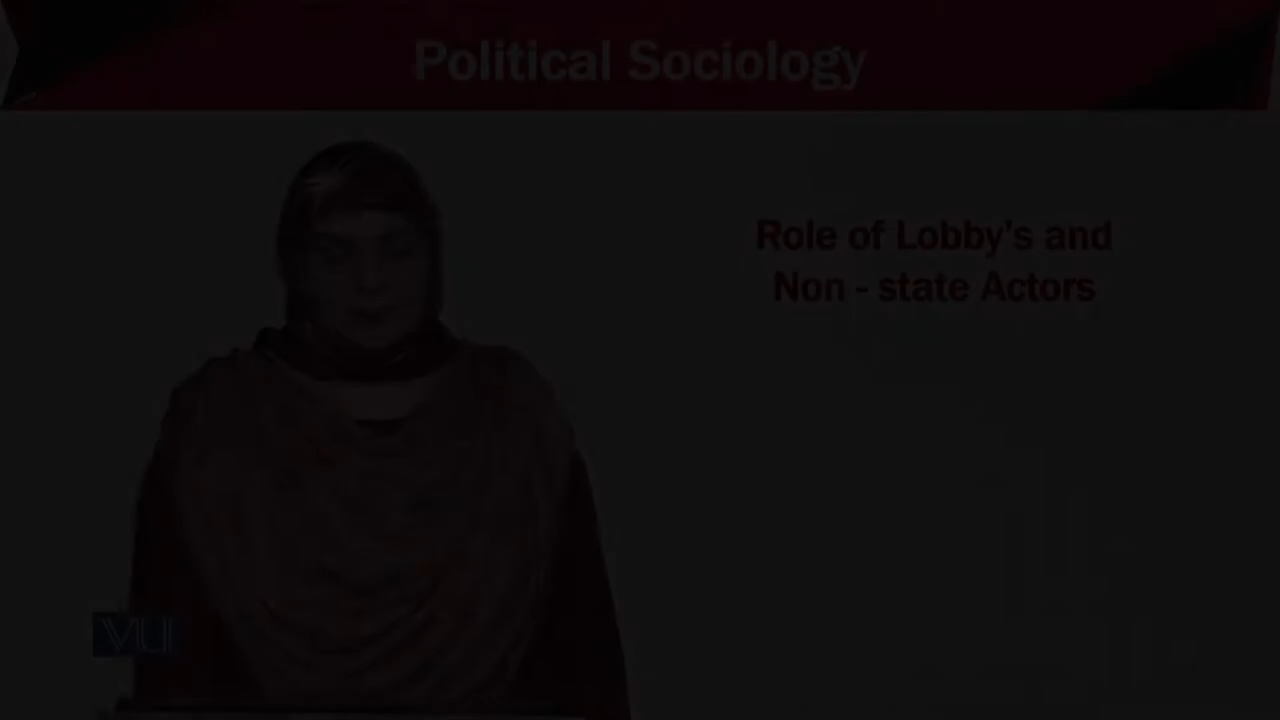 Political Sociology
Role of Lobby's and
Non - state Actors
VU